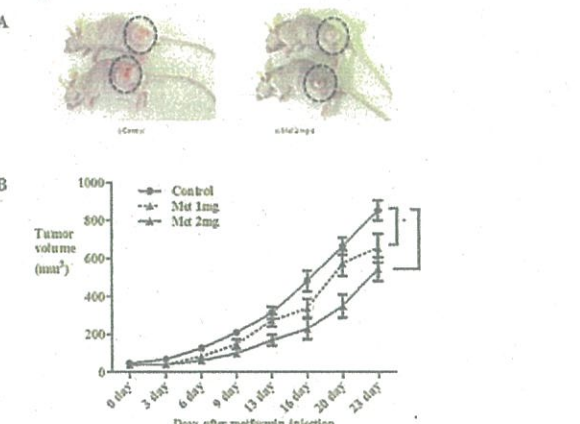 A
B
Control
Met 1mg
Met 2mg
Tumor
volume
(mm³)
1000
800
600
400
200
0
0 day
3 day
6 day
9 day
13 day
16 day
20 day
23 day
Days after metformin injection